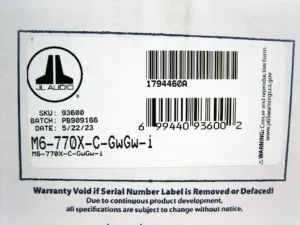 JL AUDIO
SKU: 93600
BATCH: PB909166
DATE: 5/22/23
1794460A
6 99440 93600 2
M6-770X-C-GwGw-i
M6-770X-C-GwGw-i
Cancer and reproductive harm
www.p65warnings.ca.gov
Warranty Void if Serial Number Label is Removed or Defaced!
Due to continuous product development,
all specifications are subject to change without notice.